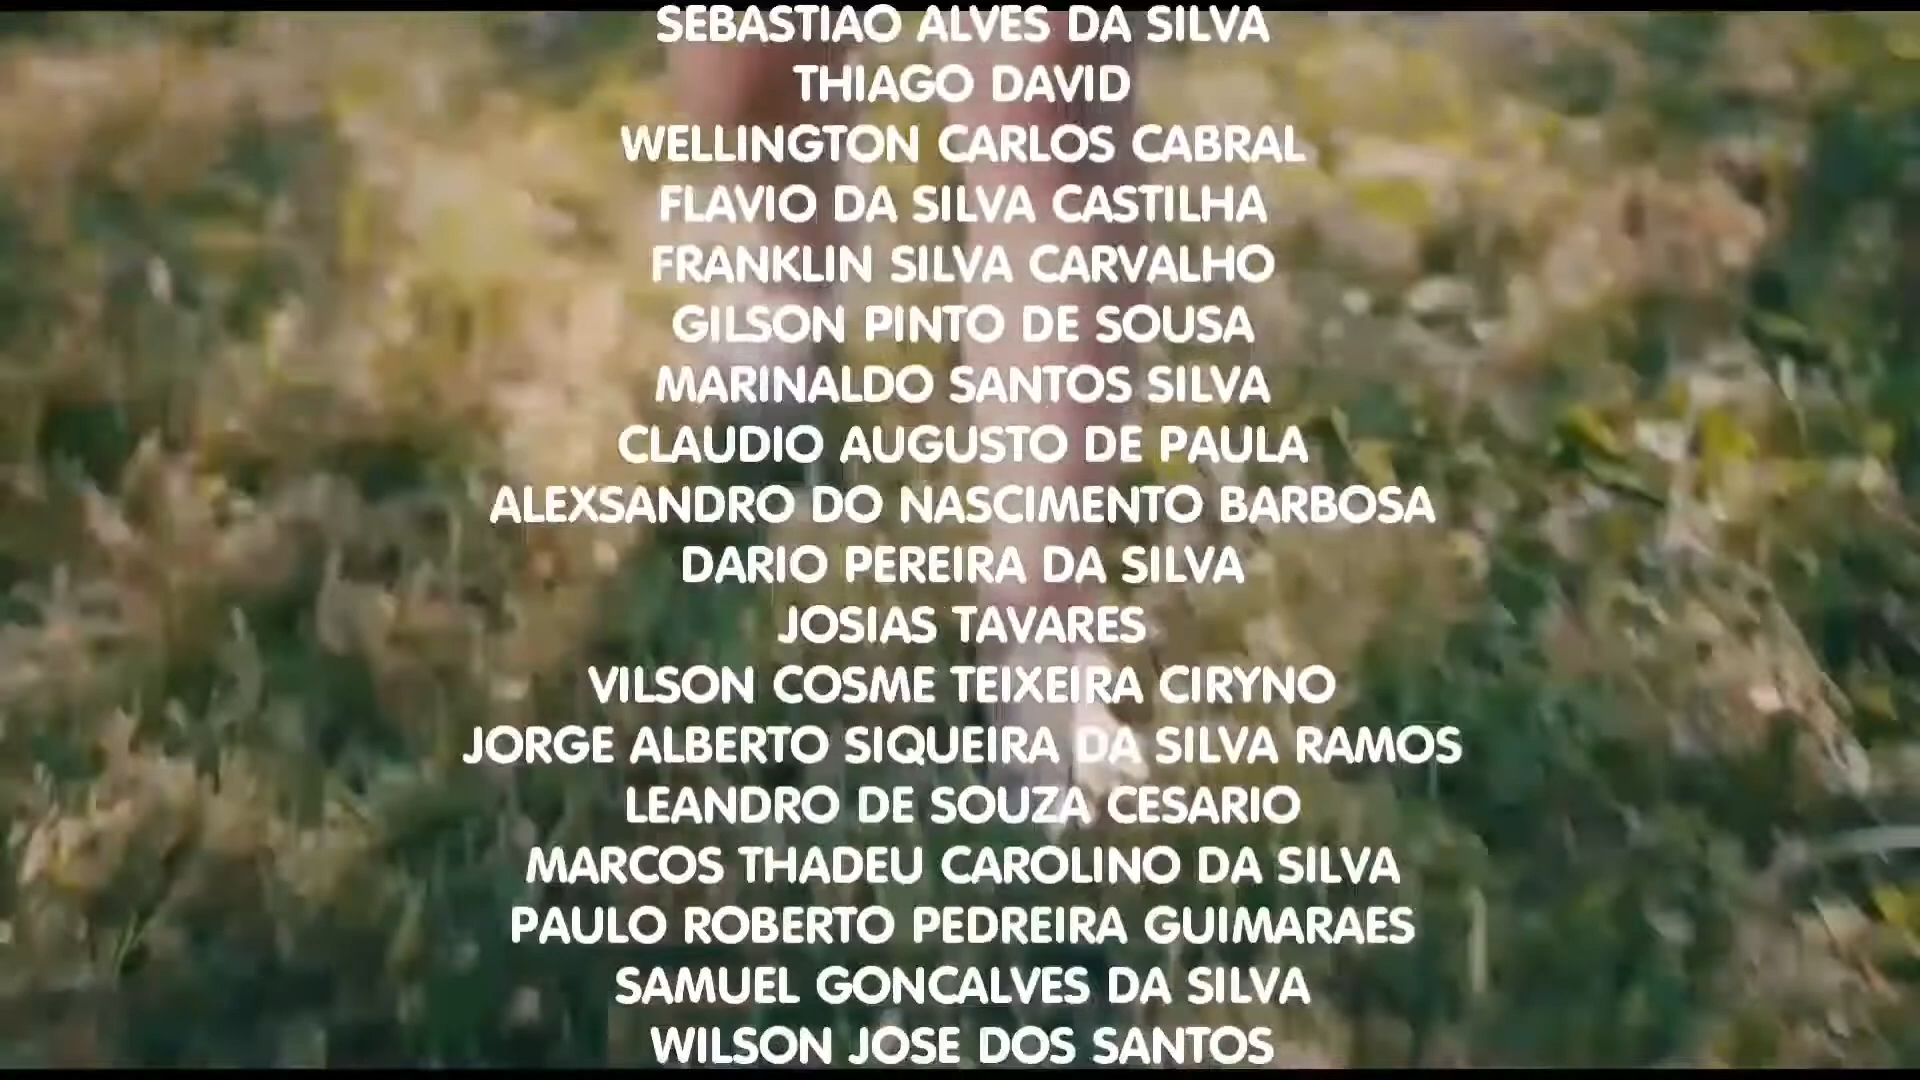 SEBASTIAO ALVES DA SILVA
THIAGO DAVID
WELLINGTON CARLOS CABRAL
FLAVIO DA SILVA CASTILHA
FRANKLIN SILVA CARVALHO
GILSON PINTO DE SOUSA
MARINALDO SANTOS SILVA
CLAUDIO AUGUSTO DE PAULA
ALEXSANDRO DO NASCIMENTO BARBOSA
DARIO PEREIRA DA SILVA
JOSIAS TAVARES
VILSON COSME TEIXEIRA CIRYNO
JORGE ALBERTO SIQUEIRA DA SILVA RAMOS
LEANDRO DE SOUZA CESARIO
MARCOS THADEU CAROLINO DA SILVA
PAULO ROBERTO PEDREIRA GUIMARAES
SAMUEL GONCALVES DA SILVA
WILSON JOSE DOS SANTOS